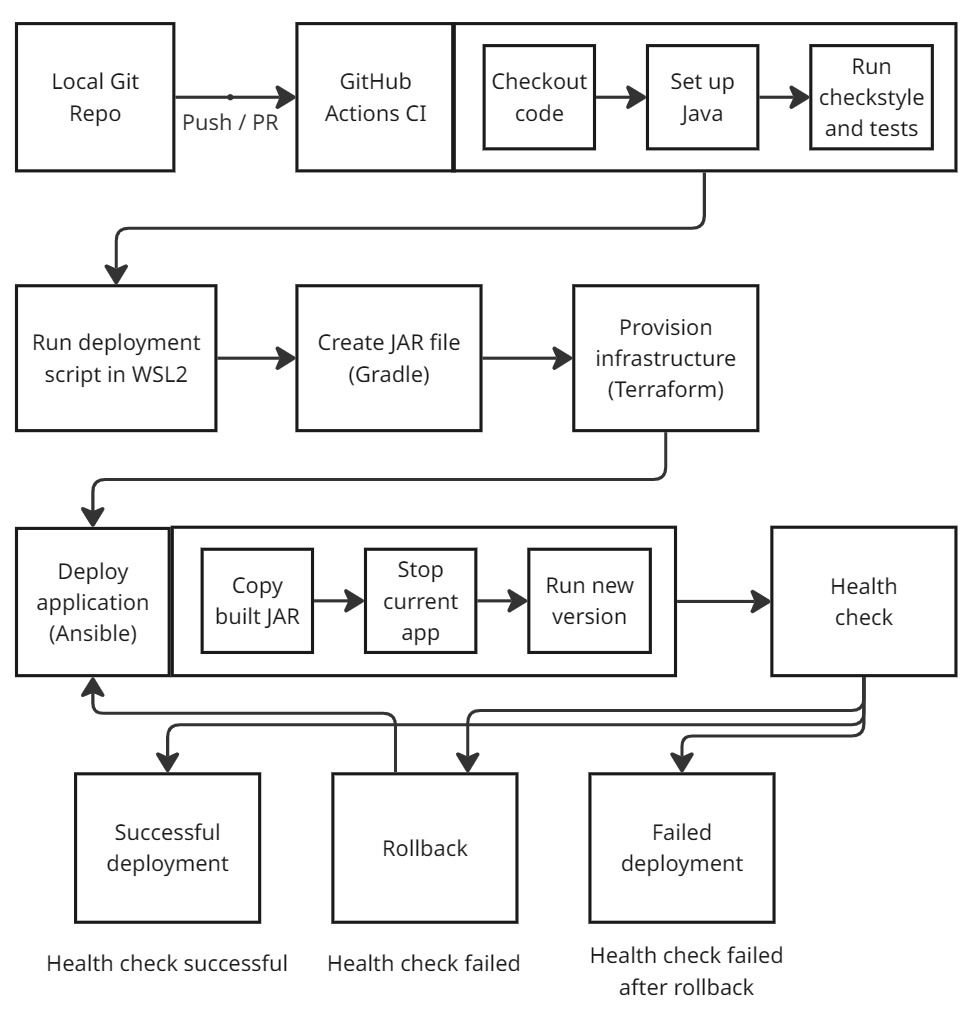 Local Git
Repo
Push / PR
GitHub
Actions CI
Checkout
code
Set up
Java
Run
checkstyle
and tests
Run deployment
script in WSL2
Create JAR file
(Gradle)
Provision
infrastructure
(Terraform)
Deploy
application
(Ansible)
Copy
built JAR
Stop
current
app
Run new
version
Health
check
Successful
deployment
Rollback
Failed
deployment
Health check successful
Health check failed
Health check failed
after rollback